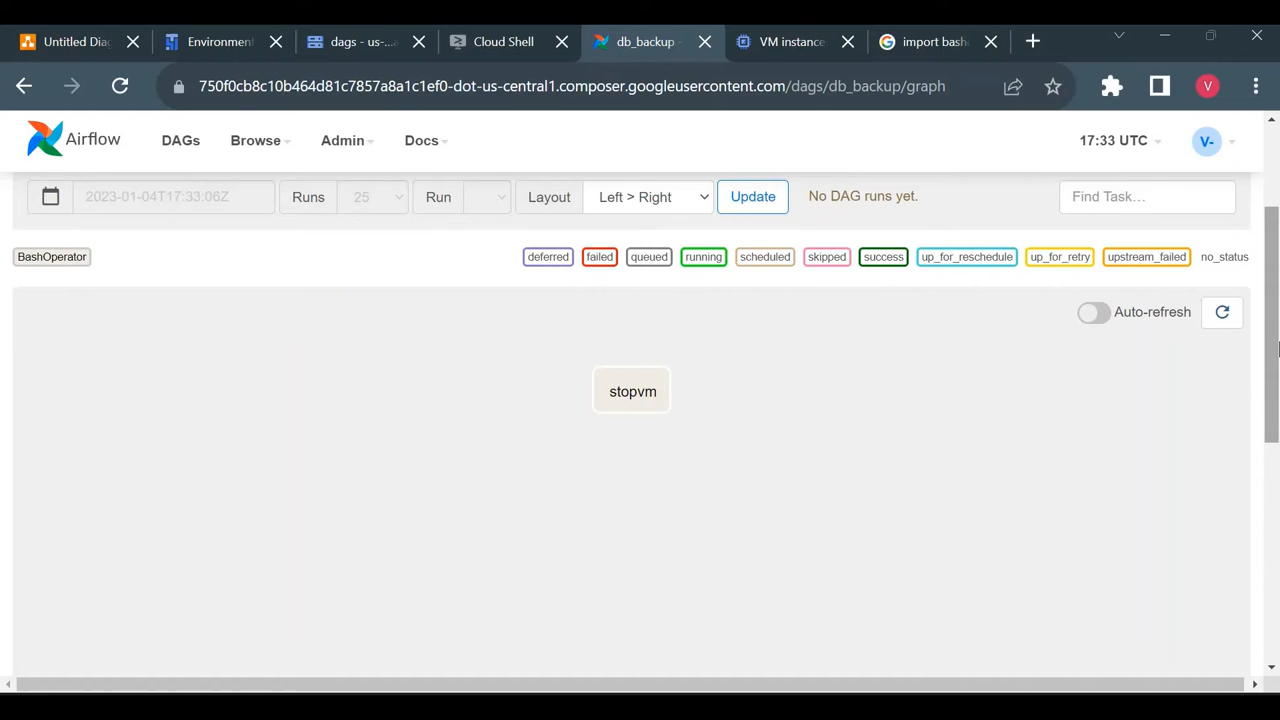 Untitled Dia
Environment
dags - us-...
Cloud Shell
db_backup -
VM instance
import bash
750f0cb8c10b464d81c7857a8a1c1ef0-dot-us-central1.composer.googleusercontent.com/dags/db_backup/graph
V
Airflow
DAGs
Browse
Admin
Docs
17:33 UTC
V-
2023-01-04T17:33:06Z
Runs
25
Run
Layout
Left > Right
Update
No DAG runs yet.
Find Task...
BashOperator
deferred
failed
queued
running
scheduled
skipped
success
up_for_reschedule
up_for_retry
upstream_failed
no_status
Auto-refresh
stopvm